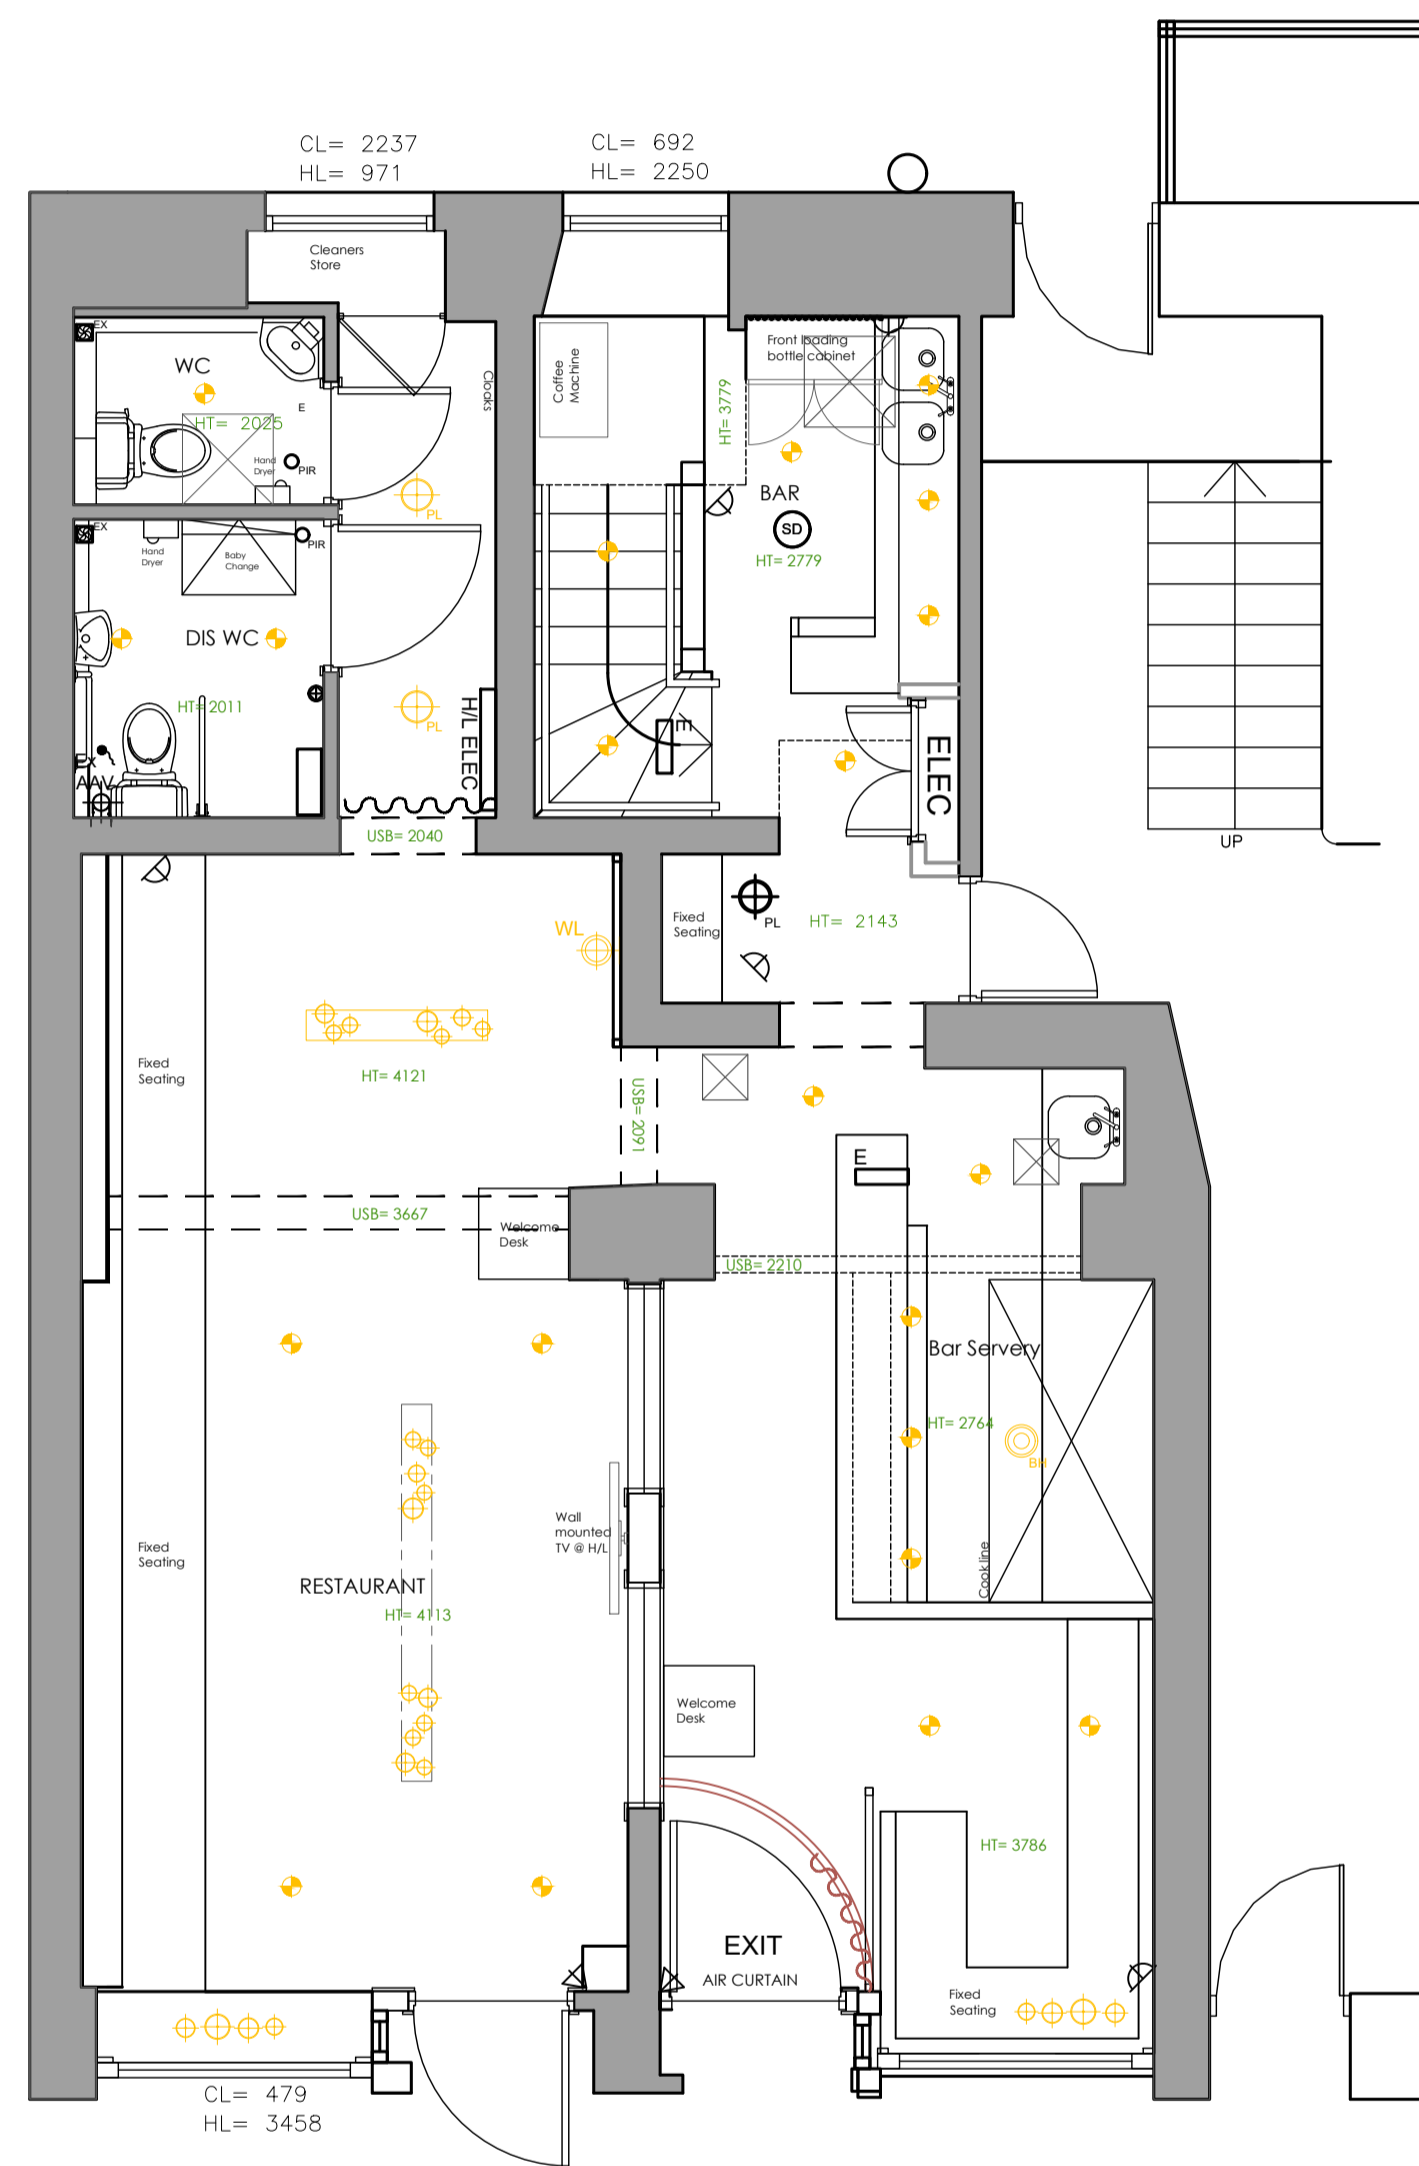 CL= 2237
HL= 971
CL= 692
HL= 2250
Cleaners
Store
EX
WC
HT= 2025
E
Hand
Dryer
PIR
Cloaks
Coffee
Machine
HT= 3779
Front loading
bottle cabinet
BAR
SD
HT= 2779
PL
EX
Hand
Dryer
Baby
Change
PIR
DIS WC
HT= 2011
PL
H/L ELEC
E
ELEC
EX
AAV
UP
USB= 2040
WL
Fixed
Seating
PL
HT= 2143
Fixed
Seating
HT= 4121
USB= 2091
E
USB= 3667
Welcome
Desk
USB= 2210
Bar Servery
HT= 2764
BH
Wall
mounted
TV @ H/L
Fixed
Seating
Cookline
RESTAURANT
HT= 4113
Welcome
Desk
HT= 3786
EXIT
AIR CURTAIN
Fixed
Seating
CL= 479
HL= 3458